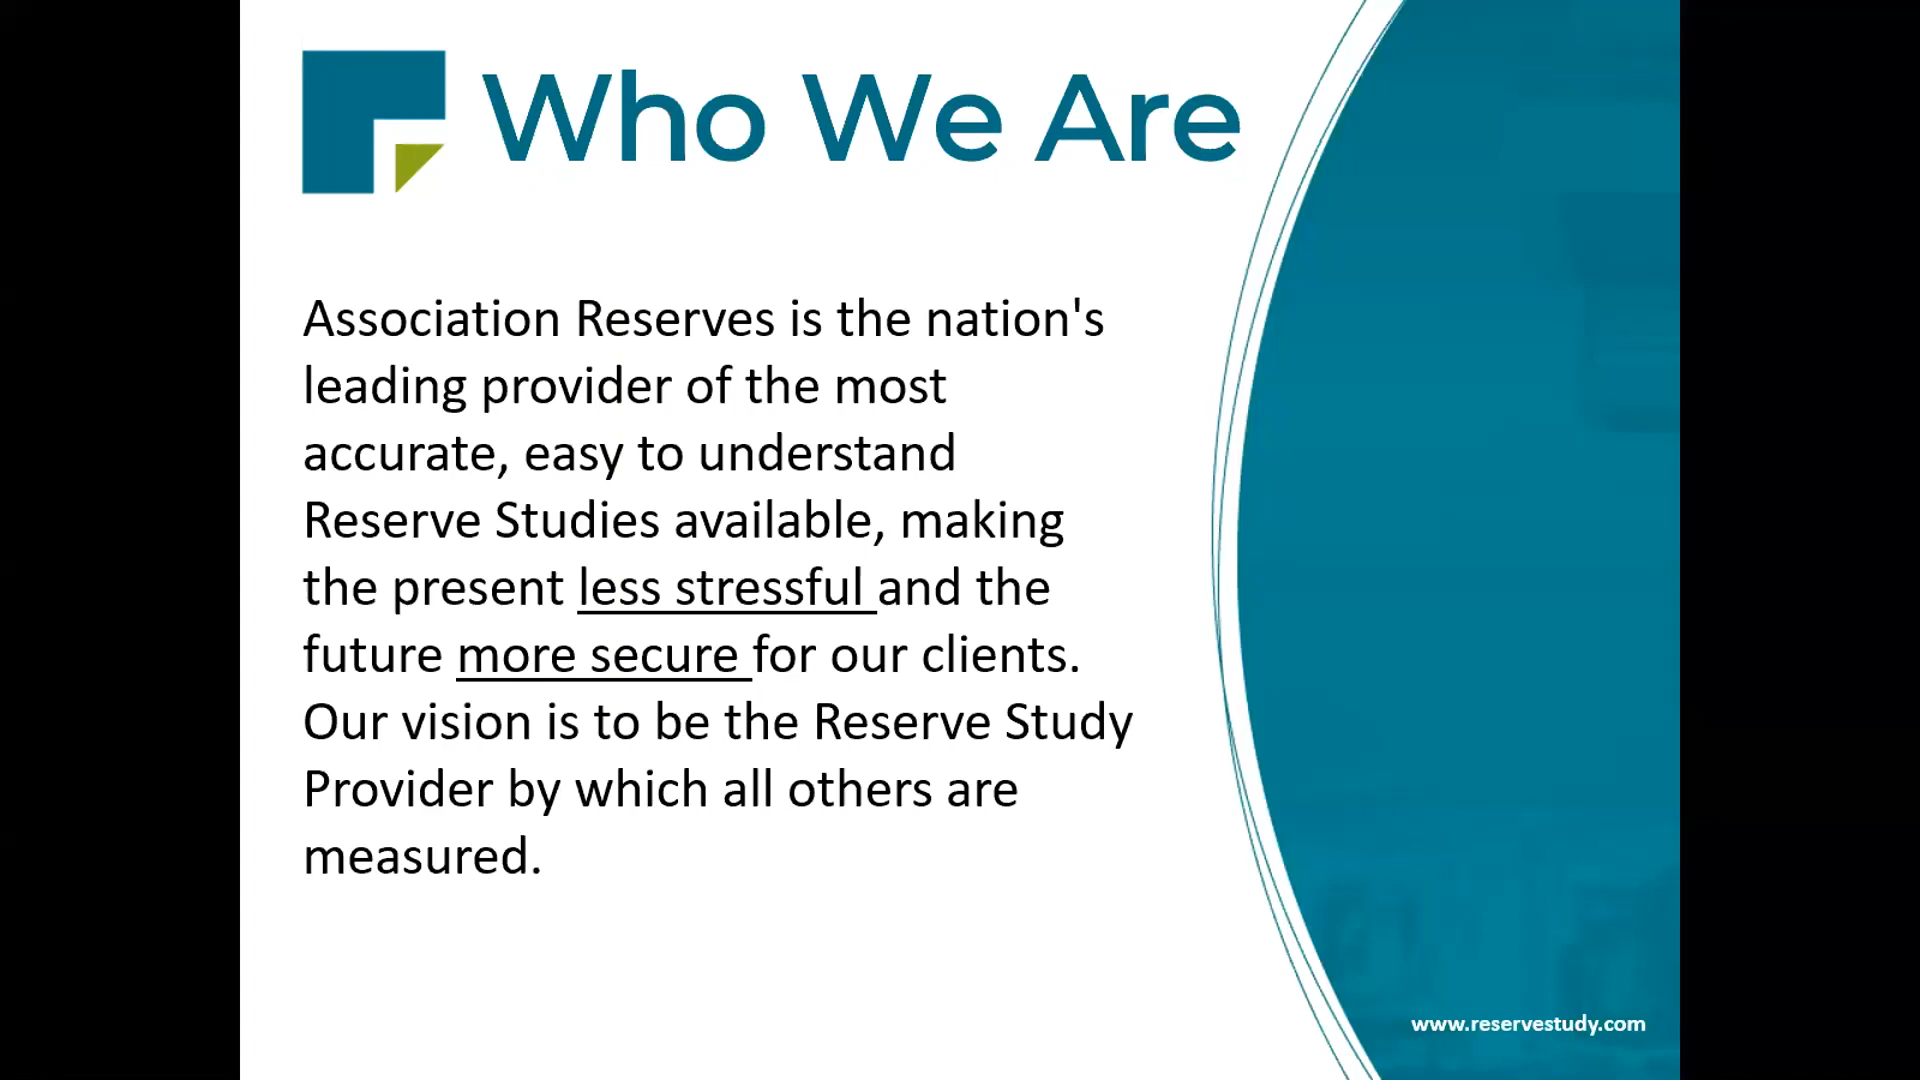 Who We Are
Association Reserves is the nation's
leading provider of the most
accurate, easy to understand
Reserve Studies available, making
the present less stressful and the
future more secure for our clients.
Our vision is to be the Reserve Study
Provider by which all others are
measured.
www.reservestudy.com